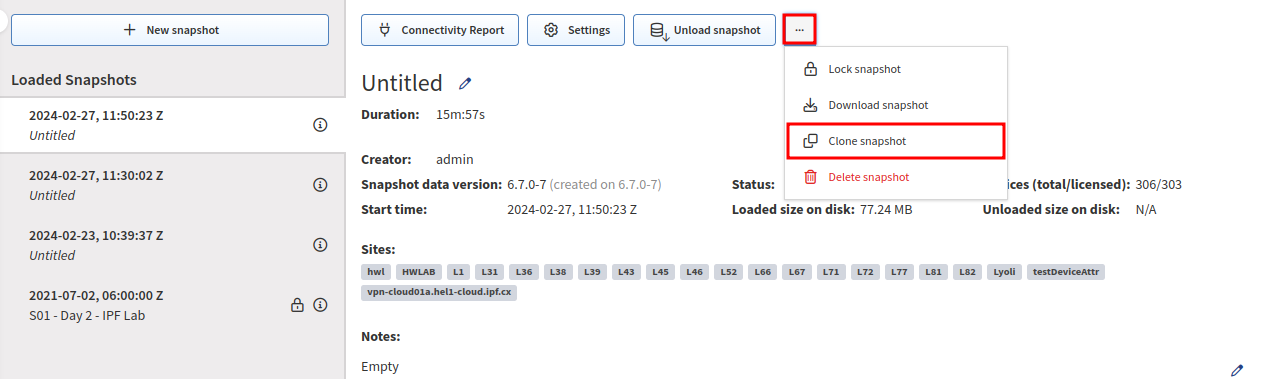 New snapshot
Loaded Snapshots
2024-02-27, 11:50:23 Z
Untitled
2024-02-27, 11:30:02 Z
Untitled
2024-02-23, 10:39:37 Z
Untitled
2021-07-02, 06:00:00 Z
S01 - Day 2 - IPF Lab
Connectivity Report Settings Unload snapshot ...
Lock snapshot
Download snapshot
Clone snapshot
Delete snapshot
Untitled
Duration: 15m:57s
Creator: admin
Snapshot data version: 6.7.0-7 (created on 6.7.0-7) Status: ices (total/licensed): 306/303
Start time: 2024-02-27, 11:50:23 Z Loaded size on disk: 77.24 MB Unloaded size on disk: N/A
Sites:
hwl HWLAB L1 L31 L36 L38 L39 L43 L45 L46 L52 L66 L67 L71 L72 L77 L81 L82 Lyoli testDeviceAttr
vpn-cloud01a.hel1-cloud.ipf.cx
Notes:
Empty